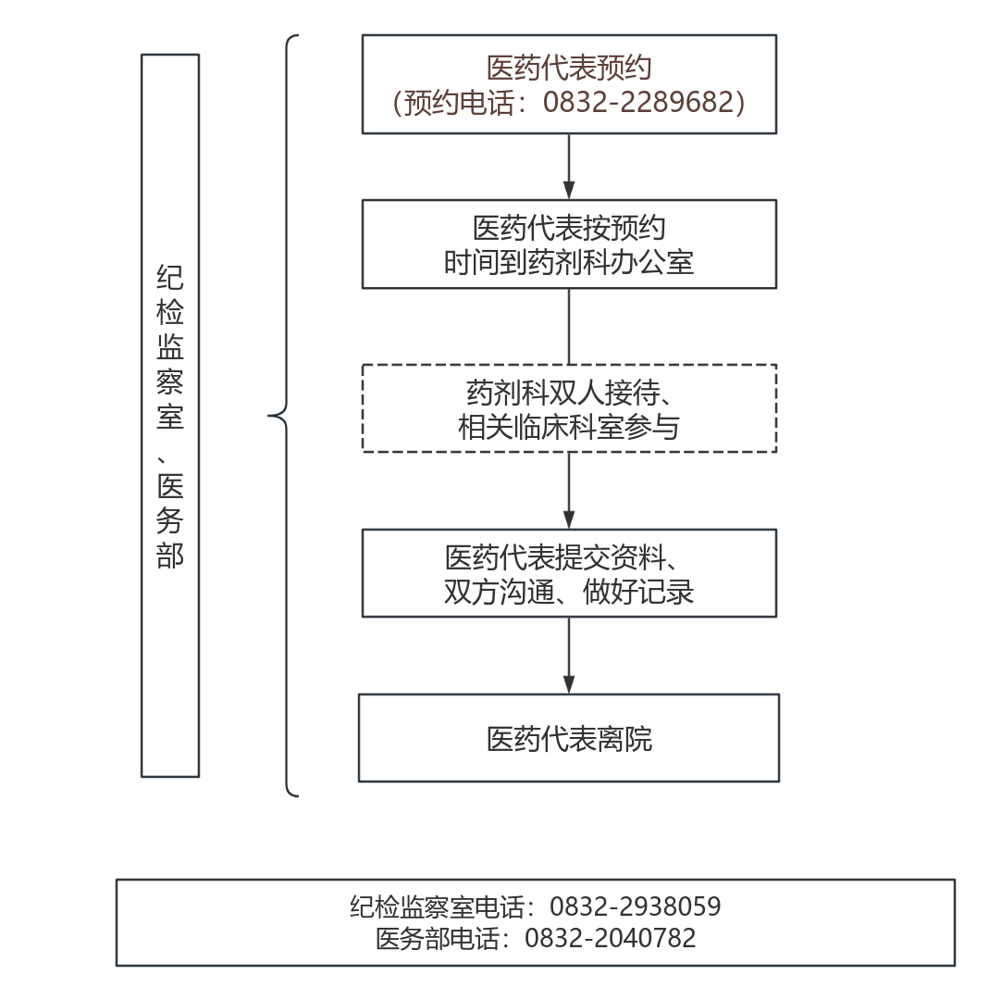 医药代表预约
（预约电话：0832-2289682）
医药代表按预约
时间到药剂科办公室
药剂科双人接待、
相关临床科室参与
医药代表提交资料、
双方沟通、做好记录
医药代表离院
纪检监察室、医务部
纪检监察室电话：0832-2938059
医务部电话：0832-2040782